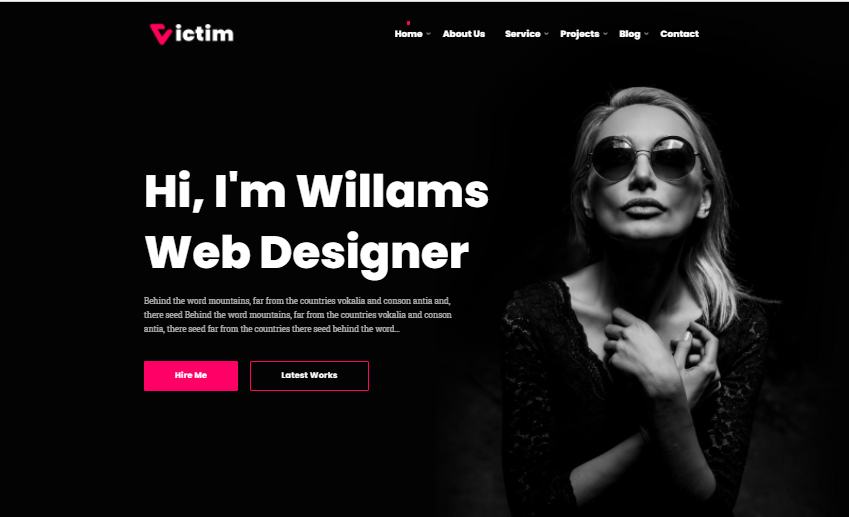 Victim
Home About Us Service Projects Blog Contact
Hi, I'm Willams
Web Designer
Behind the word mountains, far from the countries vokalia and conson antia and,
there seed Behind the word mountains, far from the countries vokalia and conson
antia, there seed far from the countries there seed behind the word...
Hire Me Latest Works